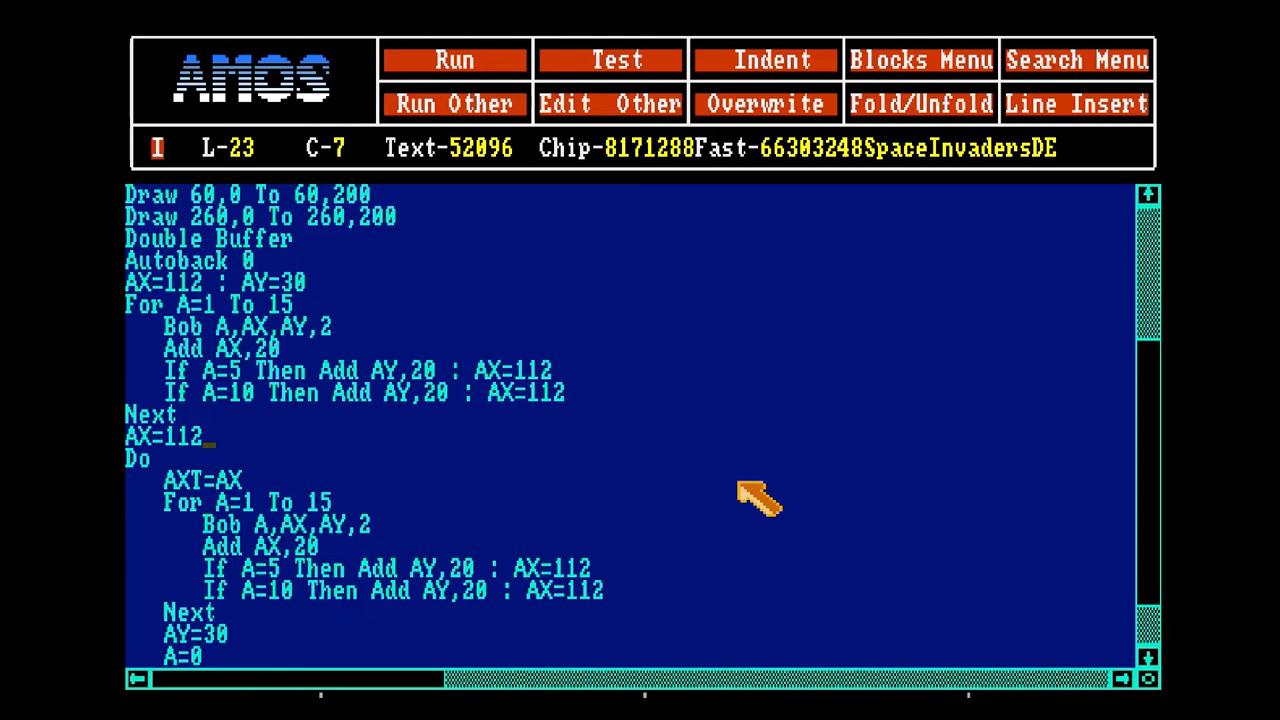 AMOS
Run Test Indent Blocks Menu Search Menu
Run Other Edit Other Overwrite Fold/Unfold Line Insert
I L-23 C-7 Text-52096 Chip-8171288Fast-66303248SpaceInvadersDE
Draw 60,0 To 60,200
Draw 260,0 To 260,200
Double Buffer
Autoback 0
AX=112 : AY=30
For A=1 To 15
Bob A,AX,AY,2
Add AX,20
If A=5 Then Add AY,20 : AX=112
If A=10 Then Add AY,20 : AX=112
Next
AX=112_
Do
AXT=AX
For A=1 To 15
Bob A,AX,AY,2
Add AX,20
If A=5 Then Add AY,20 : AX=112
If A=10 Then Add AY,20 : AX=112
Next
AY=30
A=0